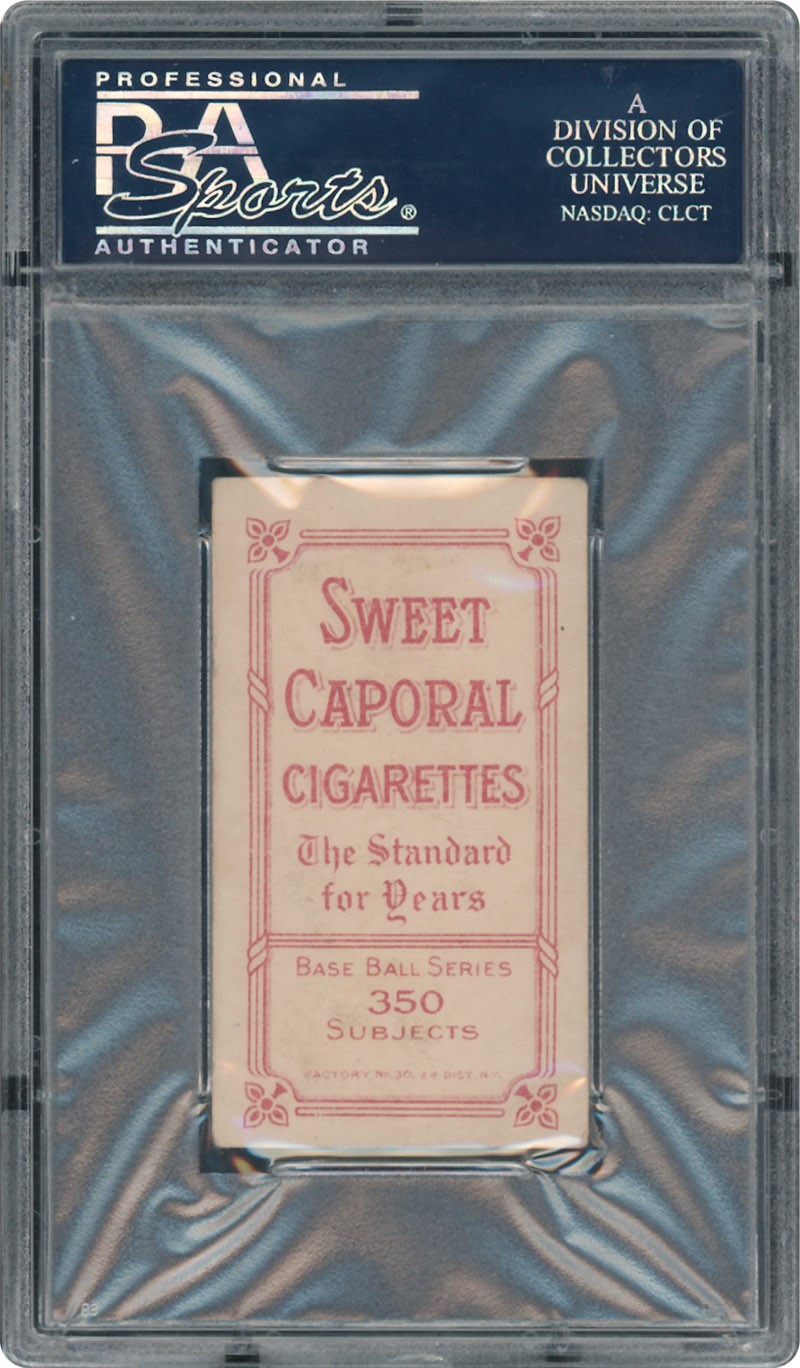 PROFESSIONAL
PSA
Sports®
AUTHENTICATOR
A
DIVISION OF
COLLECTORS
UNIVERSE
NASDAQ: CLCT
SWEET
CAPORAL
CIGARETTES
The Standard
for Years
BASE BALL SERIES
350
SUBJECTS
FACTORY No. 30, 2d DIST. N.Y.